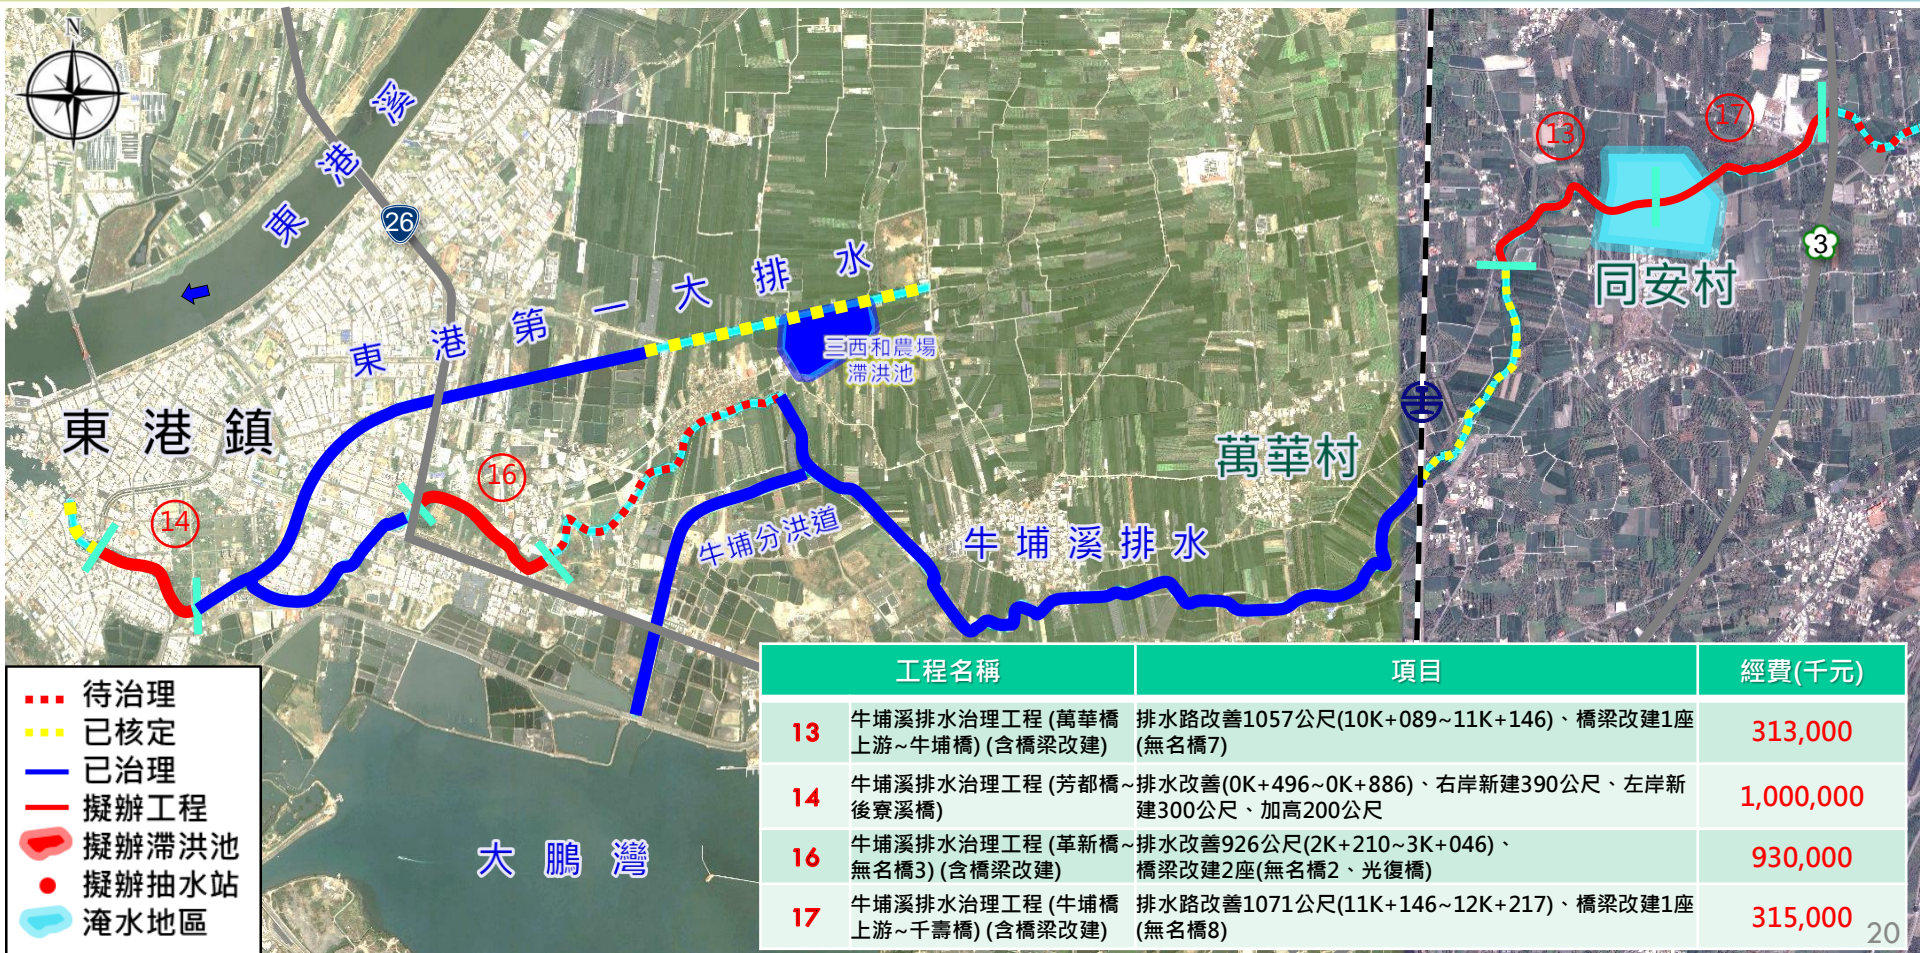 N
東港溪
26
東港第一大排水
三西和農場
滯洪池
東港鎮
14
16
牛埔分洪道
牛埔溪排水
萬華村
13
17
同安村
3
大鵬灣
待治理
已核定
已治理
擬辦工程
擬辦滯洪池
擬辦抽水站
淹水地區
工程名稱 項目 經費(千元)
13 牛埔溪排水治理工程 (萬華橋 排水路改善1057公尺(10K+089~11K+146)、橋梁改建1座 313,000
上游~牛埔橋) (含橋梁改建) (無名橋7)
14 牛埔溪排水治理工程 (芳都橋~ 排水改善(0K+496~0K+886)、右岸新建390公尺、左岸新 1,000,000
後寮溪橋) 建300公尺、加高200公尺
16 牛埔溪排水治理工程 (革新橋~ 排水改善926公尺(2K+210~3K+046)、 930,000
無名橋3) (含橋梁改建) 橋梁改建2座(無名橋2、光復橋)
17 牛埔溪排水治理工程 (牛埔橋 排水路改善1071公尺(11K+146~12K+217)、橋梁改建1座 315,000
上游~千壽橋) (含橋梁改建) (無名橋8)
20